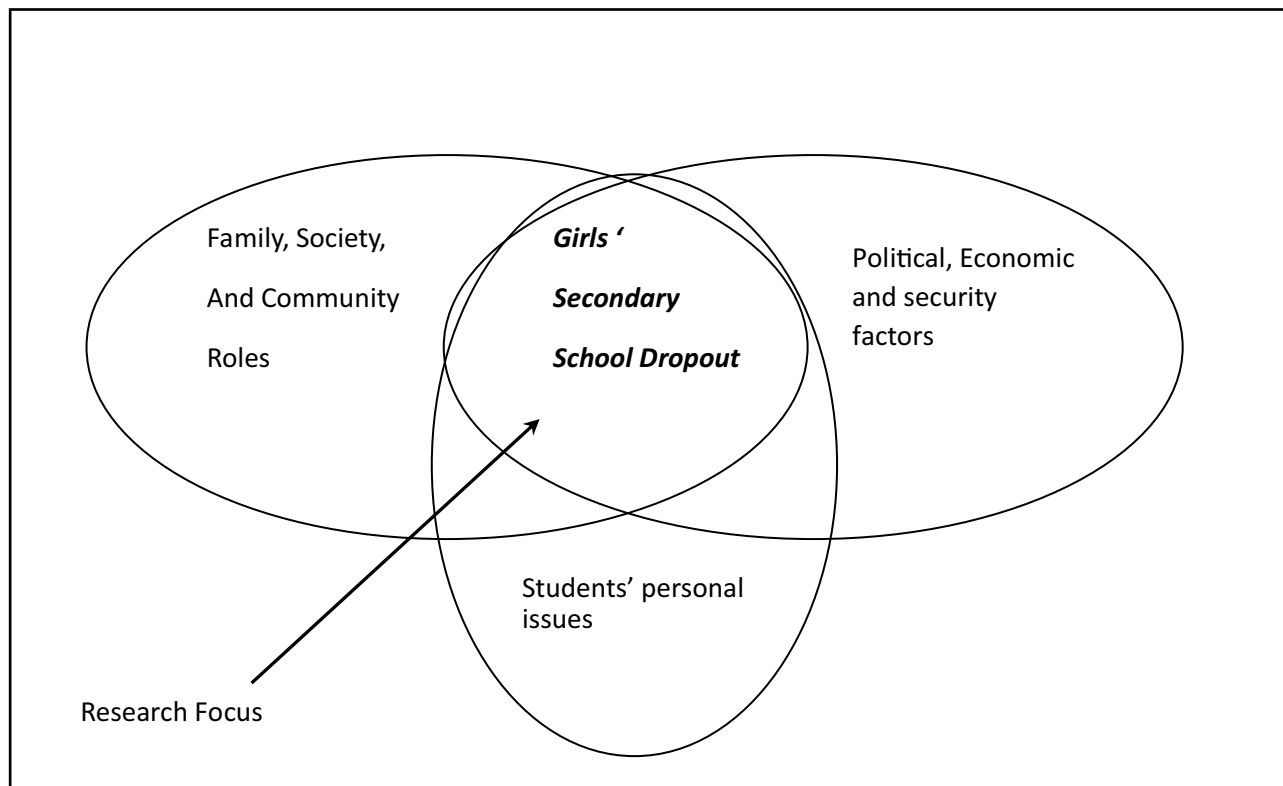 Family, Society,
And Community
Roles
Girls ‘
Secondary
School Dropout
Political, Economic
and security
factors
Students’ personal
issues
Research Focus